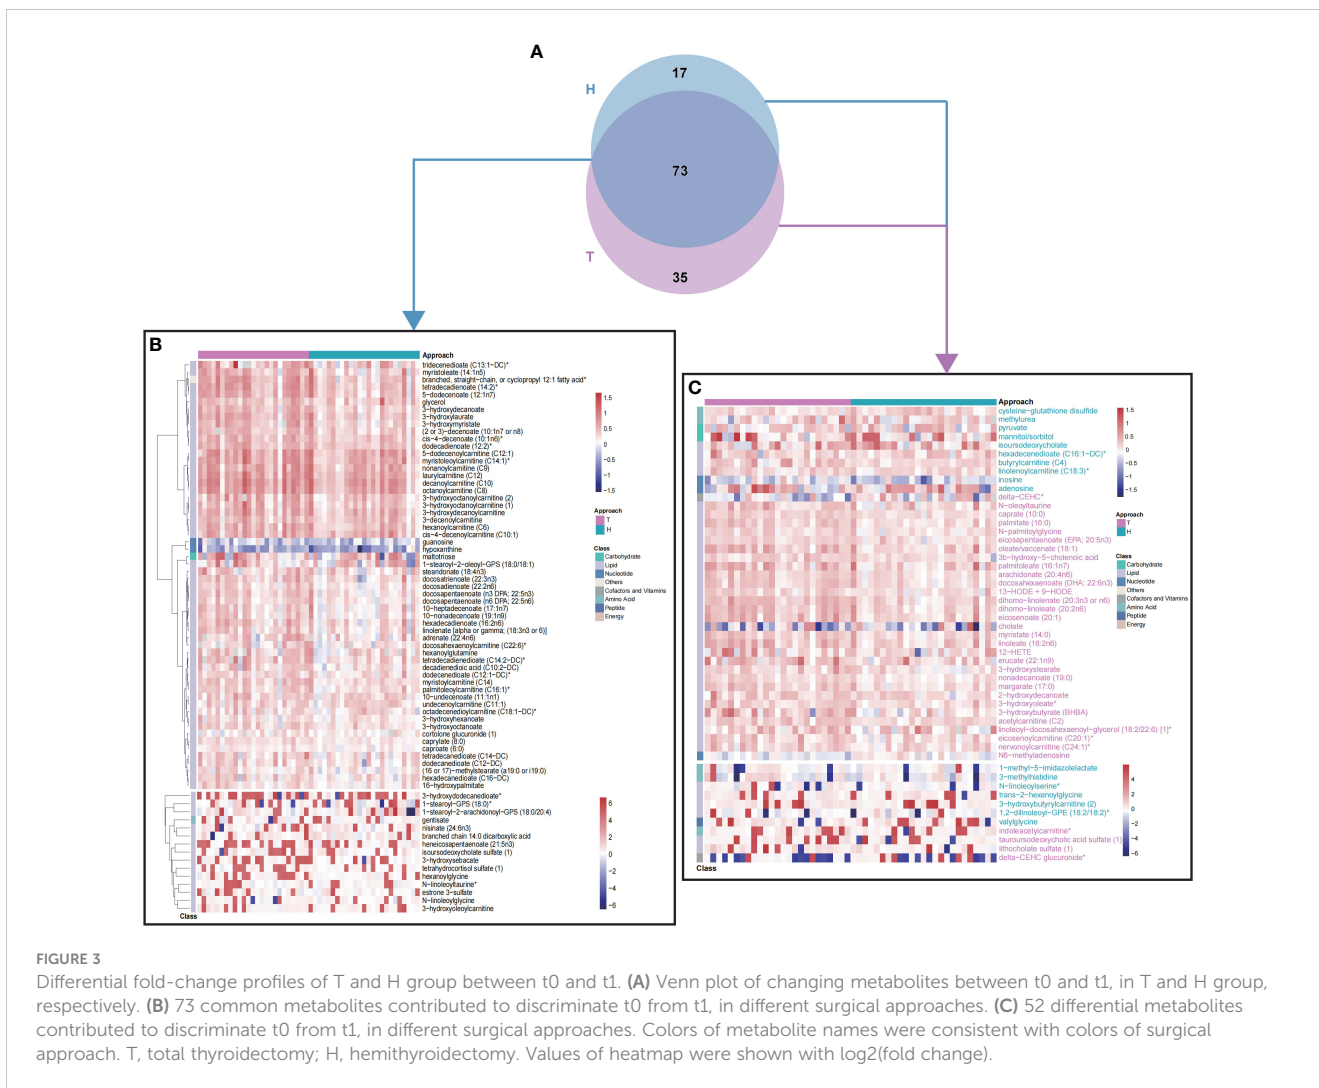 A
17
H
73
T
35
B
Approach
tridecenedioate (C13:1−DC)*
myristoleate (14:1n5)
branched, straight-chain, or cyclopropyl 12:1 fatty acid*
tetradecadienoate (14:2)*
5−dodecenoate (12:1n7)
glycerol
3−hydroxydecanoate
3−hydroxylaurate
3−hydroxymyristate
(2 or 3)−decenoate (10:1n7 or n8)
cis−4−decenoate (10:1n6)*
dodecadienoate (12:2)*
5−dodecenoylcarnitine (C12:1)
myristoleoylcarnitine (C14:1)*
nonanoylcarnitine (C9)
laurylcarnitine (C12)
decanoylcarnitine (C10)
octanoylcarnitine (C8)
3−hydroxyoctanoylcarnitine (2)
3−hydroxyoctanoylcarnitine (1)
3−hydroxydecanoylcarnitine
3−decenoylcarnitine
hexanoylcarnitine (C6)
cis−4−decenoylcarnitine (C10:1)
guanosine
hypoxanthine
maltotriose
1−stearoyl−2−oleoyl−GPS (18:0/18:1)
stearidonate (18:4n3)
docosatrienoate (22:3n3)
docosadienoate (22:2n6)
docosapentaenoate (n3 DPA; 22:5n3)
docosapentaenoate (n6 DPA; 22:5n6)
10−heptadecenoate (17:1n7)
10−nonadecenoate (19:1n9)
hexadecadienoate (16:2n6)
linolenate [alpha or gamma; (18:3n3 or 6)]
adrenate (22:4n6)
docosahexaenoylcarnitine (C22:6)*
hexanoylglutamine
tetradecadienedioate (C14:2−DC)*
decadienedioic acid (C10:2−DC)
dodecenedioate (C12:1−DC)*
myristoylcarnitine (C14)
palmitoleoylcarnitine (C16:1)*
10−undecenoate (11:1n1)
undecenylcarnitine (C11:1)
octadecenedioylcarnitine (C18:1−DC)*
3−hydroxyhexanoate
3−hydroxyoctanoate
cortolone glucuronide (1)
caprylate (8:0)
caproate (6:0)
tetradecanedioate (C14−DC)
dodecanedioate (C12−DC)
(16 or 17)−methylstearate (a19:0 or i19:0)
hexadecanedioate (C16−DC)
16−hydroxypalmitate
3−hydroxydodecanedioate*
1−stearoyl−GPS (18:0)*
1−stearoyl−2−arachidonoyl−GPS (18:0/20:4)
gentisate
nisinate (24:6n3)
branched chain 14:0 dicarboxylic acid
heneicosapentaenoate (21:5n3)
isoursodeoxycholate sulfate (1)
3−hydroxysebacate
tetrahydrocortisol sulfate (1)
hexanoylglycine
N−linoleoyltaurine*
estrone 3−sulfate
N−linoleoylglycine
3−hydroxyoleoylcarnitine
Class
1.5
1
0.5
0
−0.5
−1
−1.5
Approach
T
H
Class
Carbohydrate
Lipid
Nucleotide
Others
Cofactors and Vitamins
Amino Acid
Peptide
Energy
6
4
2
0
−2
−4
−6
C
Approach
cysteine−glutathione disulfide
methylurea
pyruvate
mannitol/sorbitol
isoursodeoxycholate
hexadecenedioate (C16:1−DC)*
butyrylcarnitine (C4)
linolenoylcarnitine (C18:3)*
inosine
adenosine
delta−CEHC*
N−oleoyltaurine
caprate (10:0)
palmitate (16:0)
N−palmitoylglycine
eicosapentaenoate (EPA; 20:5n3)
oleate/vaccenate (18:1)
3b−hydroxy−5−cholenoic acid
palmitoleate (16:1n7)
arachidonate (20:4n6)
docosahexaenoate (DHA; 22:6n3)
13−HODE + 9−HODE
dihomo−linolenate (20:3n3 or n6)
dihomo−linoleate (20:2n6)
eicosenoate (20:1)
cholate
myristate (14:0)
linoleate (18:2n6)
12−HETE
erucate (22:1n9)
3−hydroxystearate
nonadecanoate (19:0)
margarate (17:0)
2−hydroxydecanoate
3−hydroxyoleate*
3−hydroxybutyrate (BHBA)
acetylcarnitine (C2)
linoleoyl−docosahexaenoyl−glycerol (18:2/22:6) [1]*
eicosenoylcarnitine (C20:1)*
nervonoylcarnitine (C24:1)*
N6−methyladenosine
1−methyl−5−imidazolelactate
3−methylhistidine
N−linoleoylserine*
trans−2−hexenoylglycine
3−hydroxybutyrylcarnitine (2)
1,2−dilinoleoyl−GPE (18:2/18:2)*
valylglycine
indoleacetylcarnitine*
tauroursodeoxycholic acid sulfate (1)
lithocholate sulfate (1)
delta−CEHC glucuronide*
Class
1.5
1
0.5
0
−0.5
−1
−1.5
Approach
T
H
Class
Carbohydrate
Lipid
Nucleotide
Others
Cofactors and Vitamins
Amino Acid
Peptide
Energy
4
2
0
−2
−4
−6
FIGURE 3
Differential fold-change profiles of T and H group between t0 and t1. (A) Venn plot of changing metabolites between t0 and t1, in T and H group,
respectively. (B) 73 common metabolites contributed to discriminate t0 from t1, in different surgical approaches. (C) 52 differential metabolites
contributed to discriminate t0 from t1, in different surgical approaches. Colors of metabolite names were consistent with colors of surgical
approach. T, total thyroidectomy; H, hemithyroidectomy. Values of heatmap were shown with log2(fold change).